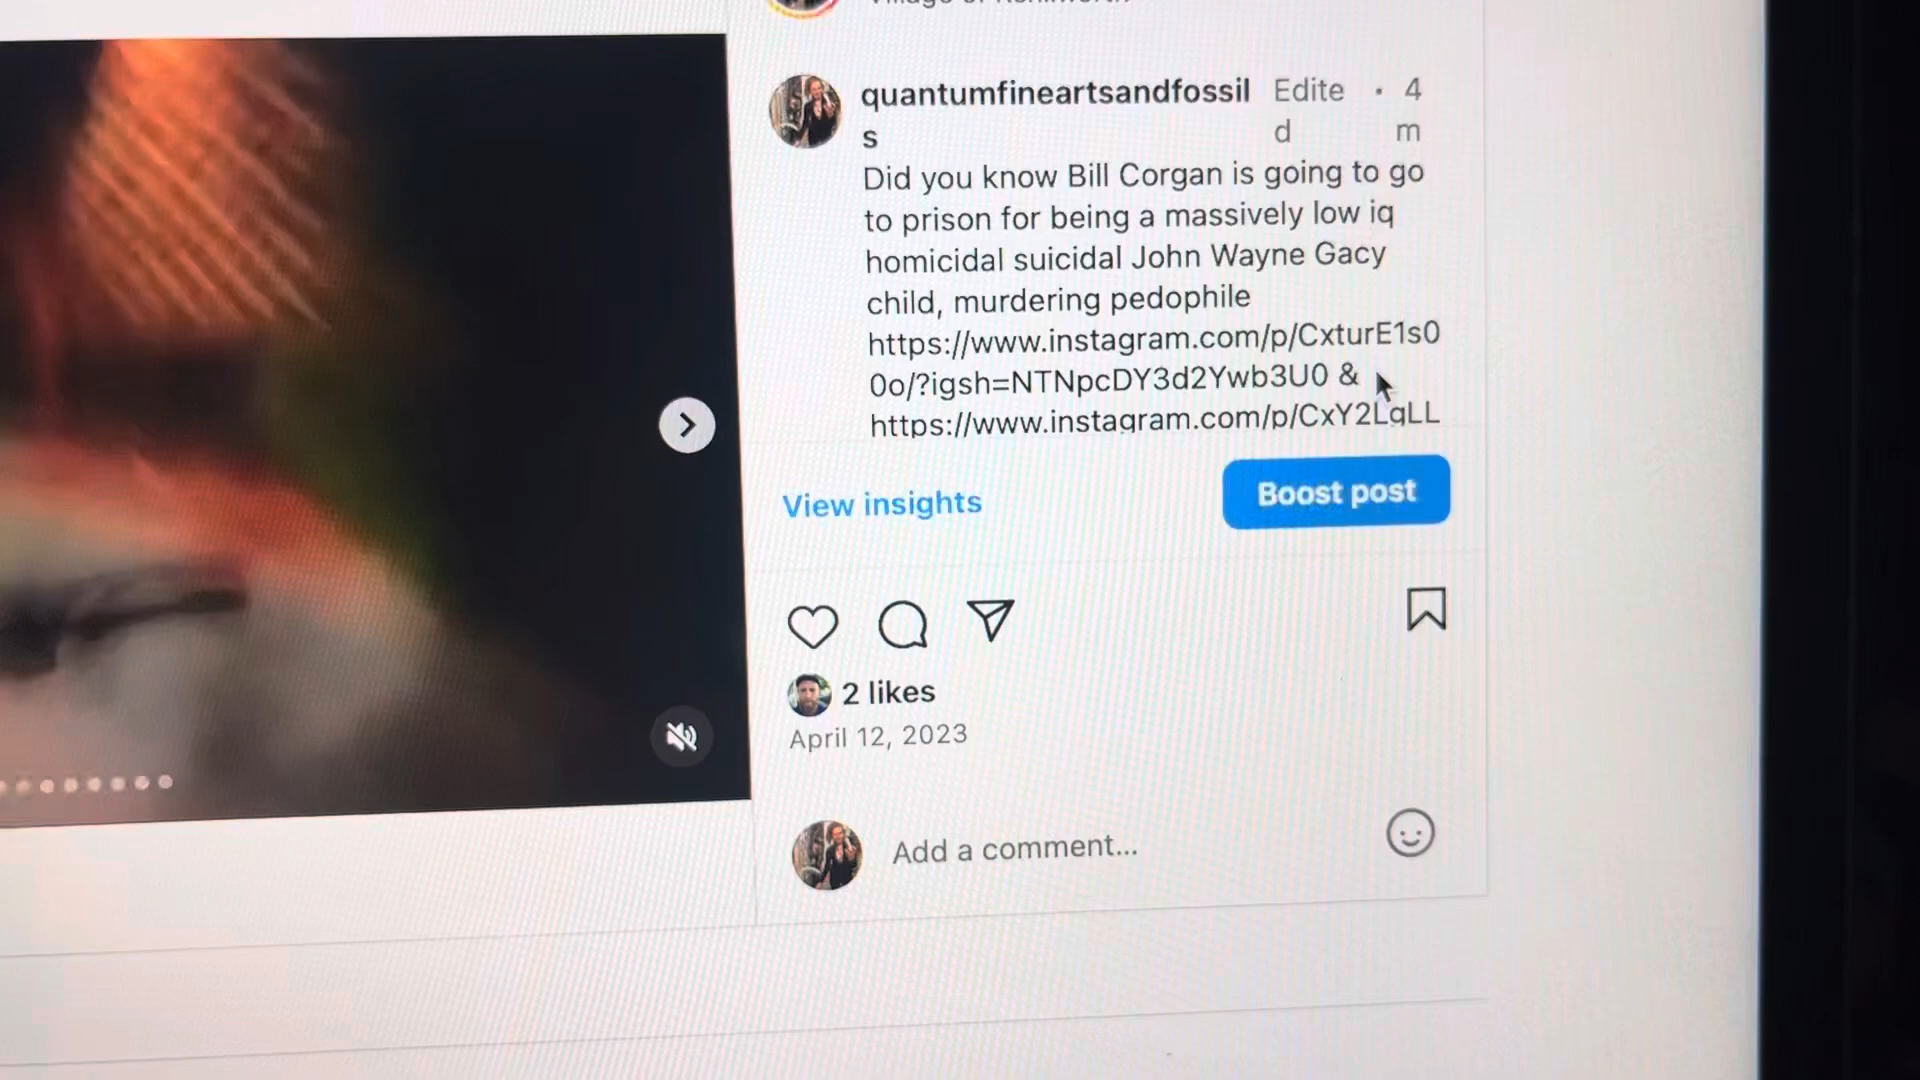 quantumfineartsandfossil Edite • 4
s d m
Did you know Bill Corgan is going to go
to prison for being a massively low iq
homicidal suicidal John Wayne Gacy
child, murdering pedophile
https://www.instagram.com/p/CxturE1s0
0o/?igsh=NTNpcDY3d2Ywb3U0 &
https://www.instagram.com/p/CxY2LqLL
View insights
Boost post
2 likes
April 12, 2023
Add a comment...